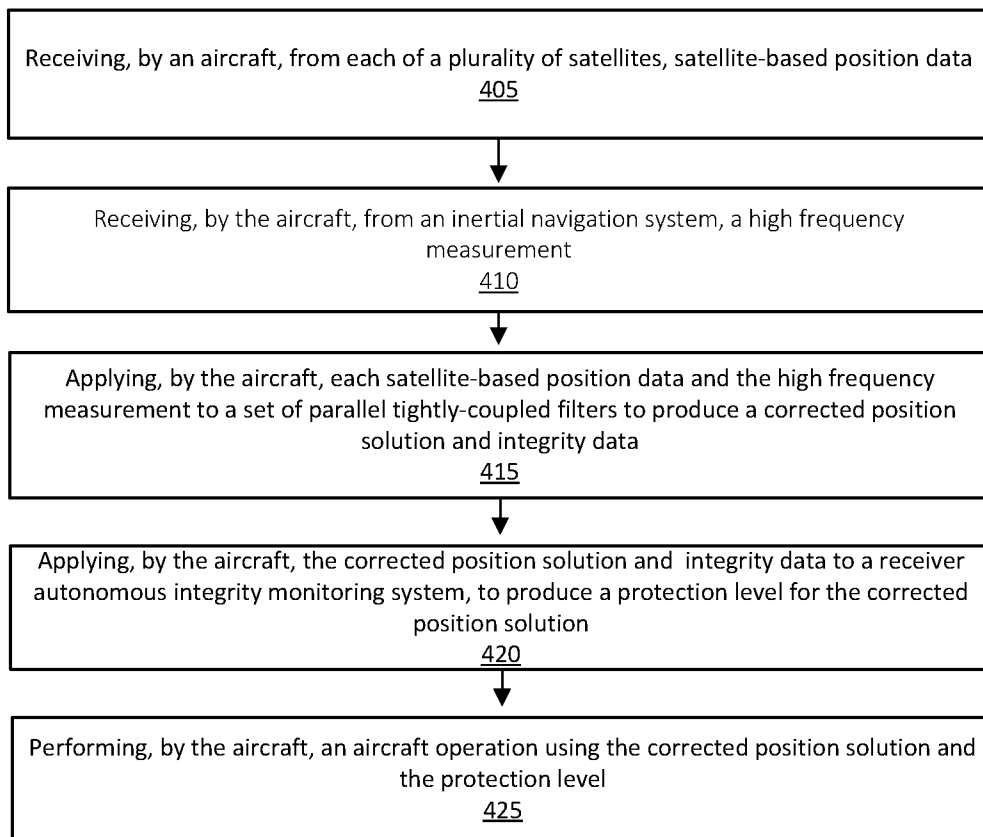 Receiving, by an aircraft, from each of a plurality of satellites, satellite-based position data
405
Receiving, by the aircraft, from an inertial navigation system, a high frequency
measurement
410
Applying, by the aircraft, each satellite-based position data and the high frequency
measurement to a set of parallel tightly-coupled filters to produce a corrected position
solution and integrity data
415
Applying, by the aircraft, the corrected position solution and integrity data to a receiver
autonomous integrity monitoring system, to produce a protection level for the corrected
position solution
420
Performing, by the aircraft, an aircraft operation using the corrected position solution and
the protection level
425